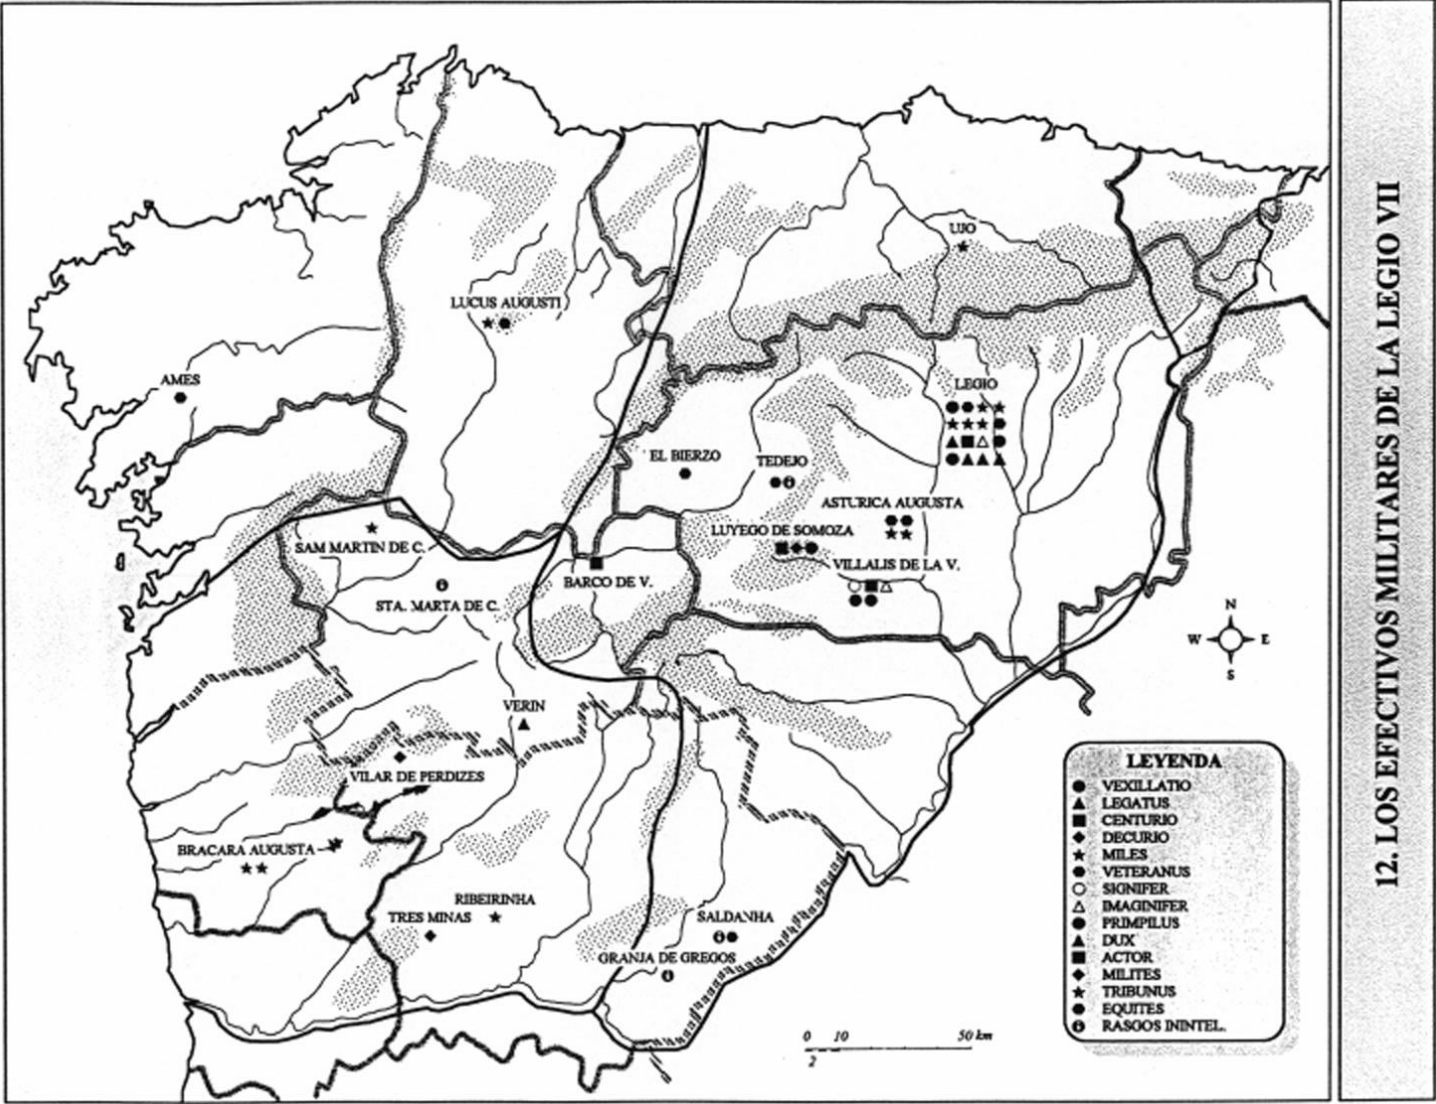 12. LOS EFECTIVOS MILITARES DE LA LEGIO VII
UJO
LUCUS AUGUSTI
AMES
LEGIO
EL BIERZO
TEDEJO
ASTURICA AUGUSTA
LUYEGO DE SOMOZA
SAM MARTIN DE C.
VILLALIS DE LA V.
BARCO DE V.
STA. MARTA DE C.
N
W E
S
VERIN
VILAR DE PERDIZES
BRACARA AUGUSTA
RIBEIRINHA
TRES MINAS
SALDANHA
GRANJA DE GREGOS
LEYENDA
VEXILLATIO
LEGATUS
CENTURIO
DECURIO
MILES
VETERANUS
SIGNIFER
IMAGINIFER
PRIMPILUS
DUX
ACTOR
MILITES
TRIBUNUS
EQUITES
RASGOS ININTEL.
0 10 50 km
2